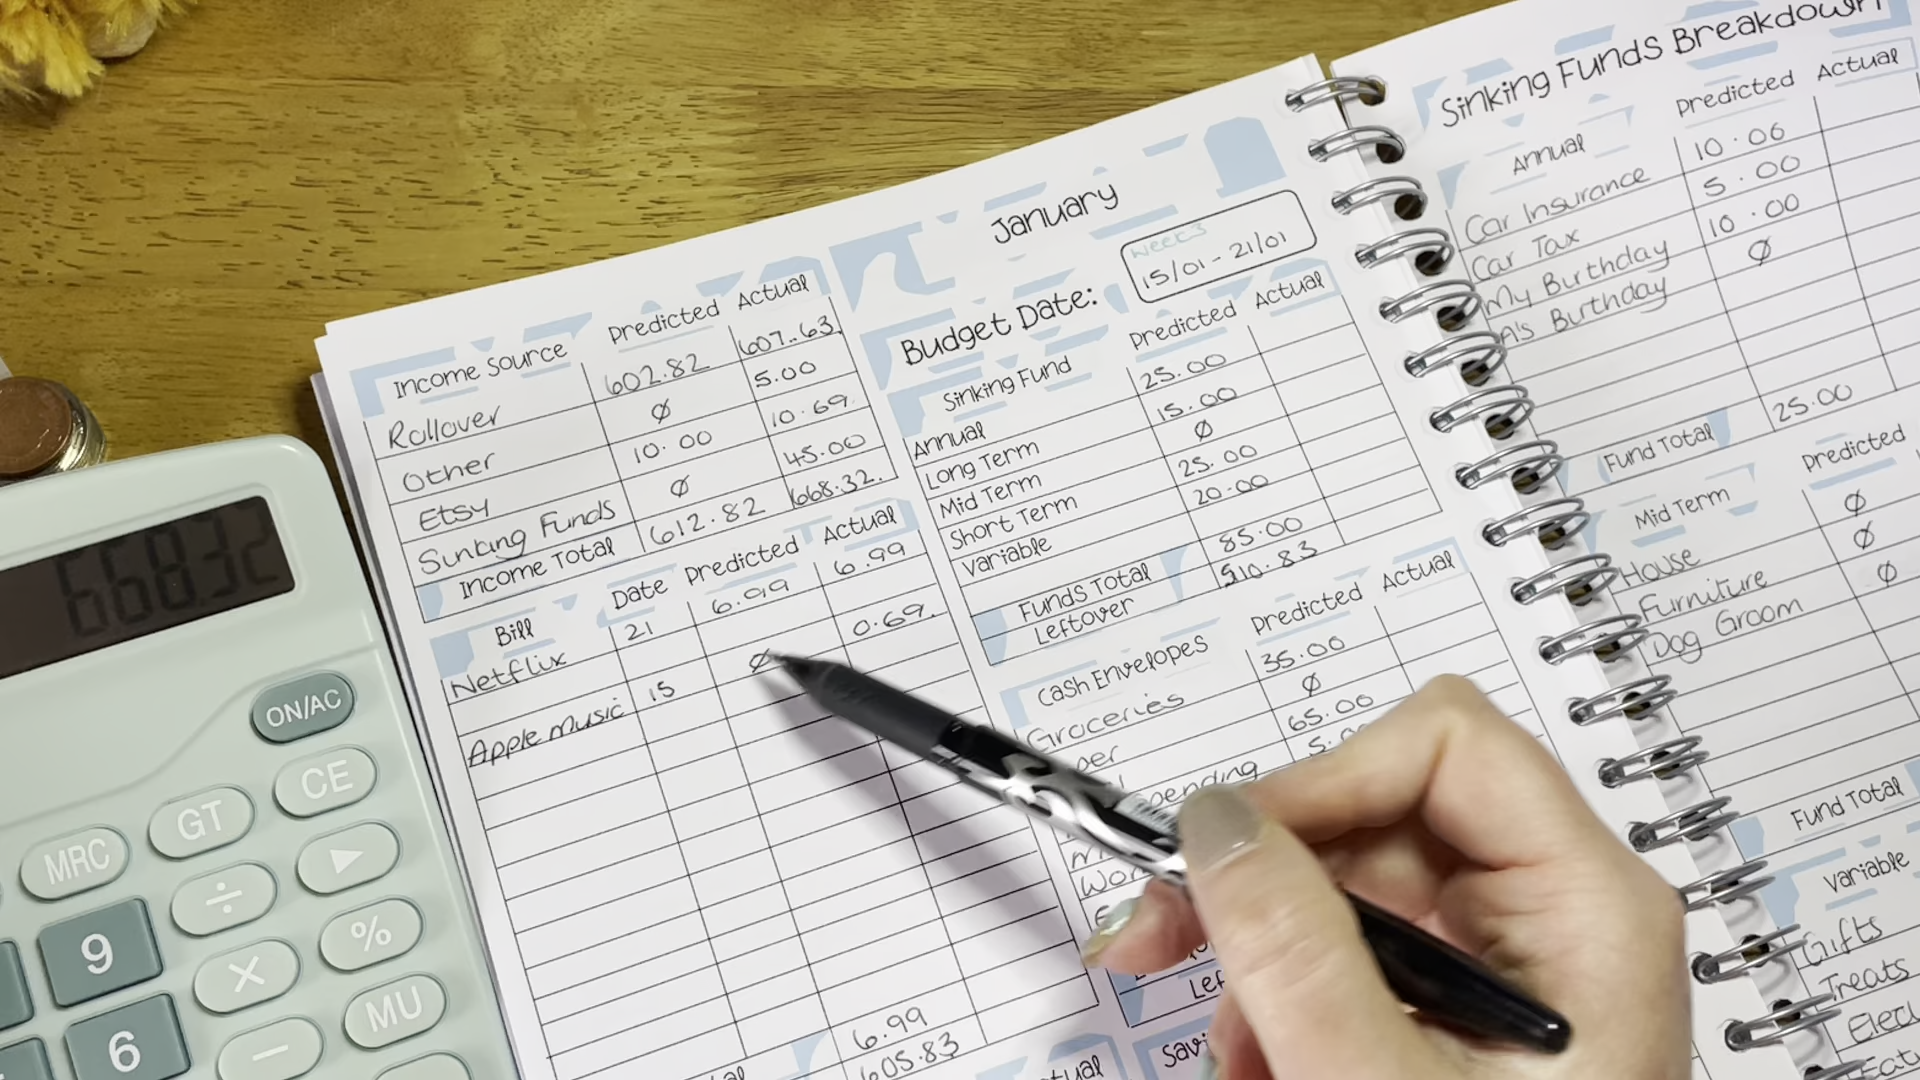 Sinking Funds Breakdown
Predicted Actual
Annual
Car Insurance 10.06
Car Tax 5.00
My Birthday 10.00
A's Birthday Ø
Fund Total 25.00
Mid Term Predicted
House Ø
Furniture Ø
Dog Groom Ø
Fund Total
Variable
Gifts
Treats
January
Budget Date:
Week 3
15/01 - 21/01
Income Source Predicted Actual
Rollover 602.82 607.63
Other Ø 5.00
Etsy 10.00 10.69
Sinking Funds Ø 45.00
Income Total 612.82 668.32
Bill Date Predicted Actual
Netflix 21 6.99 6.99
Apple Music 15 Ø 0.69
6.99
605.83
Sinking Fund Predicted Actual
Annual 25.00
Long Term 15.00
Mid Term Ø
Short Term 25.00
Variable 20.00
Funds Total 85.00
Leftover 510.83
Cash Envelopes Predicted Actual
Groceries 35.00
Ø
65.00
66832
ON/AC
CE
GT
MRC
▶
÷
%
×
9
MU
−
6